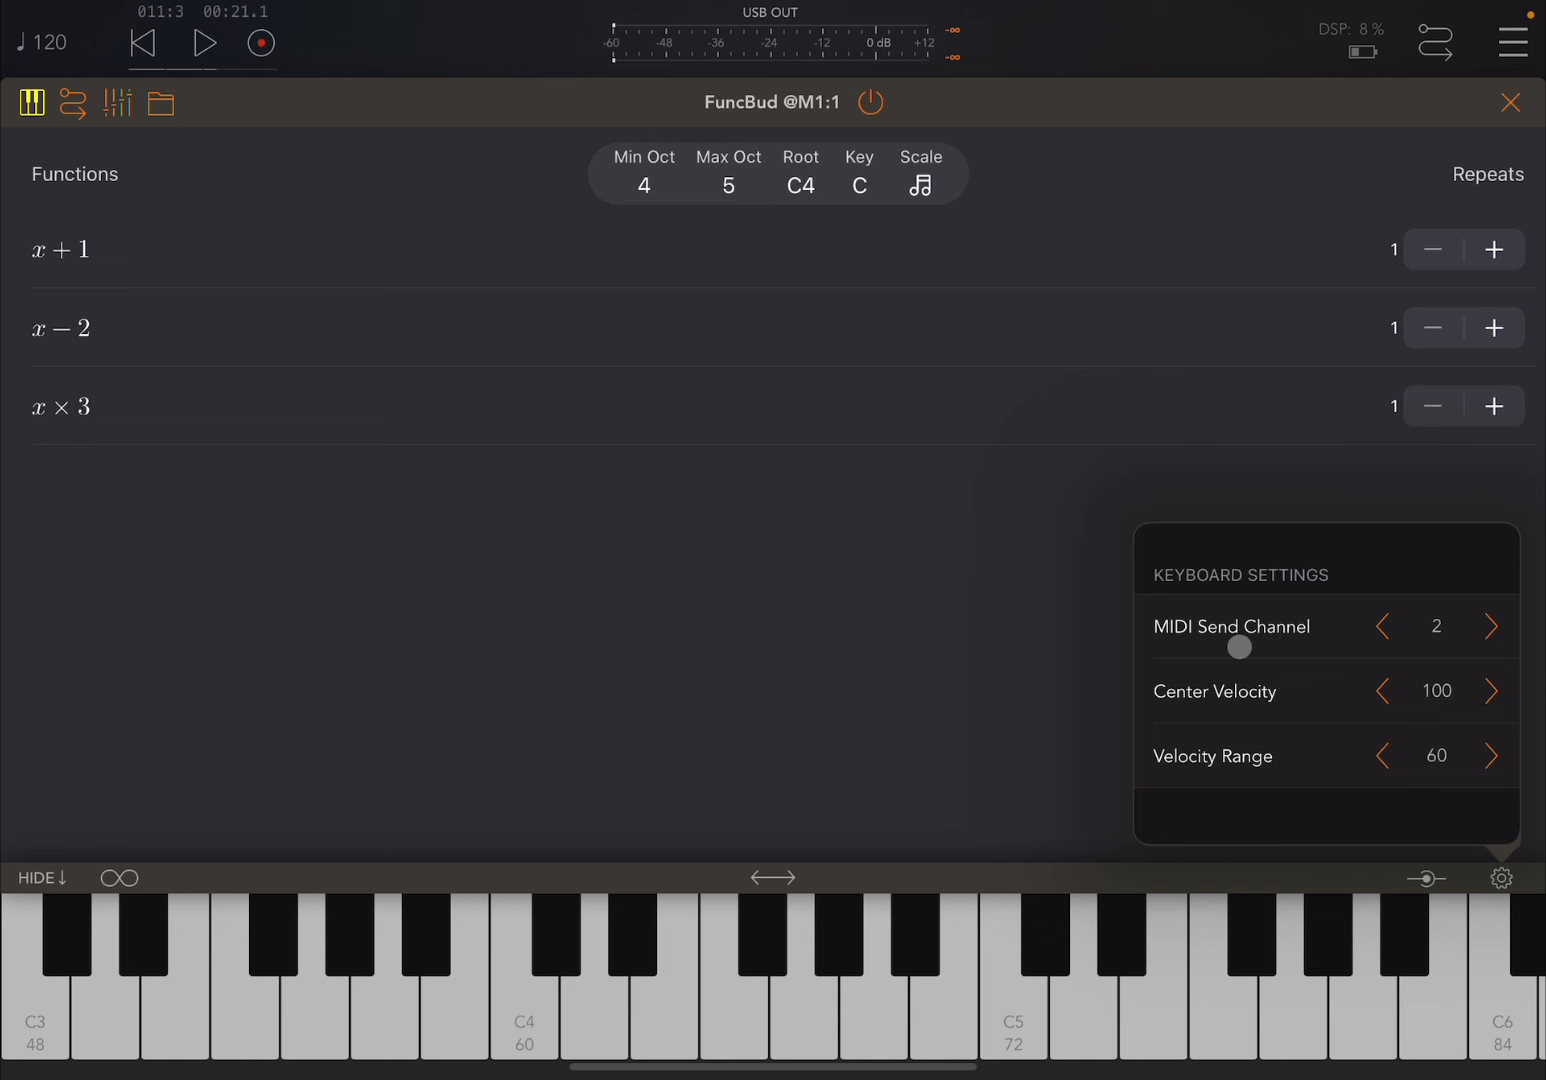 011:3 00:21.1
♩ 120
USB OUT
-60 -48 -36 -24 -12 0 dB +12
-∞
-∞
DSP: 8 %
FuncBud @M1:1
Functions
Min Oct Max Oct Root Key Scale
4 5 C4 C
Repeats
x + 1
1 − +
x − 2
1 − +
x × 3
1 − +
KEYBOARD SETTINGS
MIDI Send Channel 2
Center Velocity 100
Velocity Range 60
HIDE↓
C3 C4 C5 C6
48 60 72 84